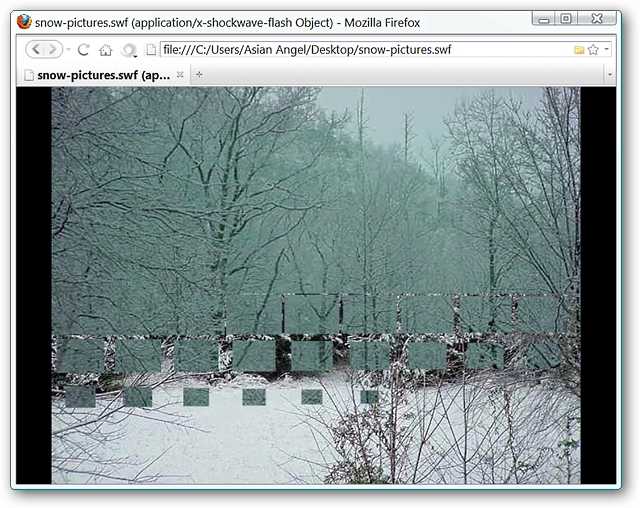 snow-pictures.swf (application/x-shockwave-flash Object) - Mozilla Firefox
file:///C:/Users/Asian Angel/Desktop/snow-pictures.swf
snow-pictures.swf (ap...